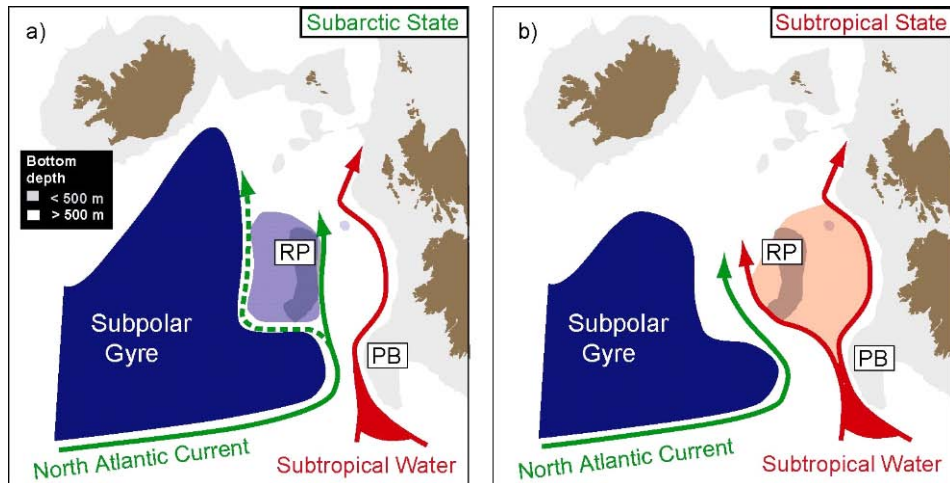 a)
Subarctic State
Bottom
depth
< 500 m
> 500 m
RP
Subpolar
Gyre
PB
North Atlantic Current
Subtropical Water
b)
Subtropical State
RP
Subpolar
Gyre
PB
North Atlantic Current
Subtropical Water